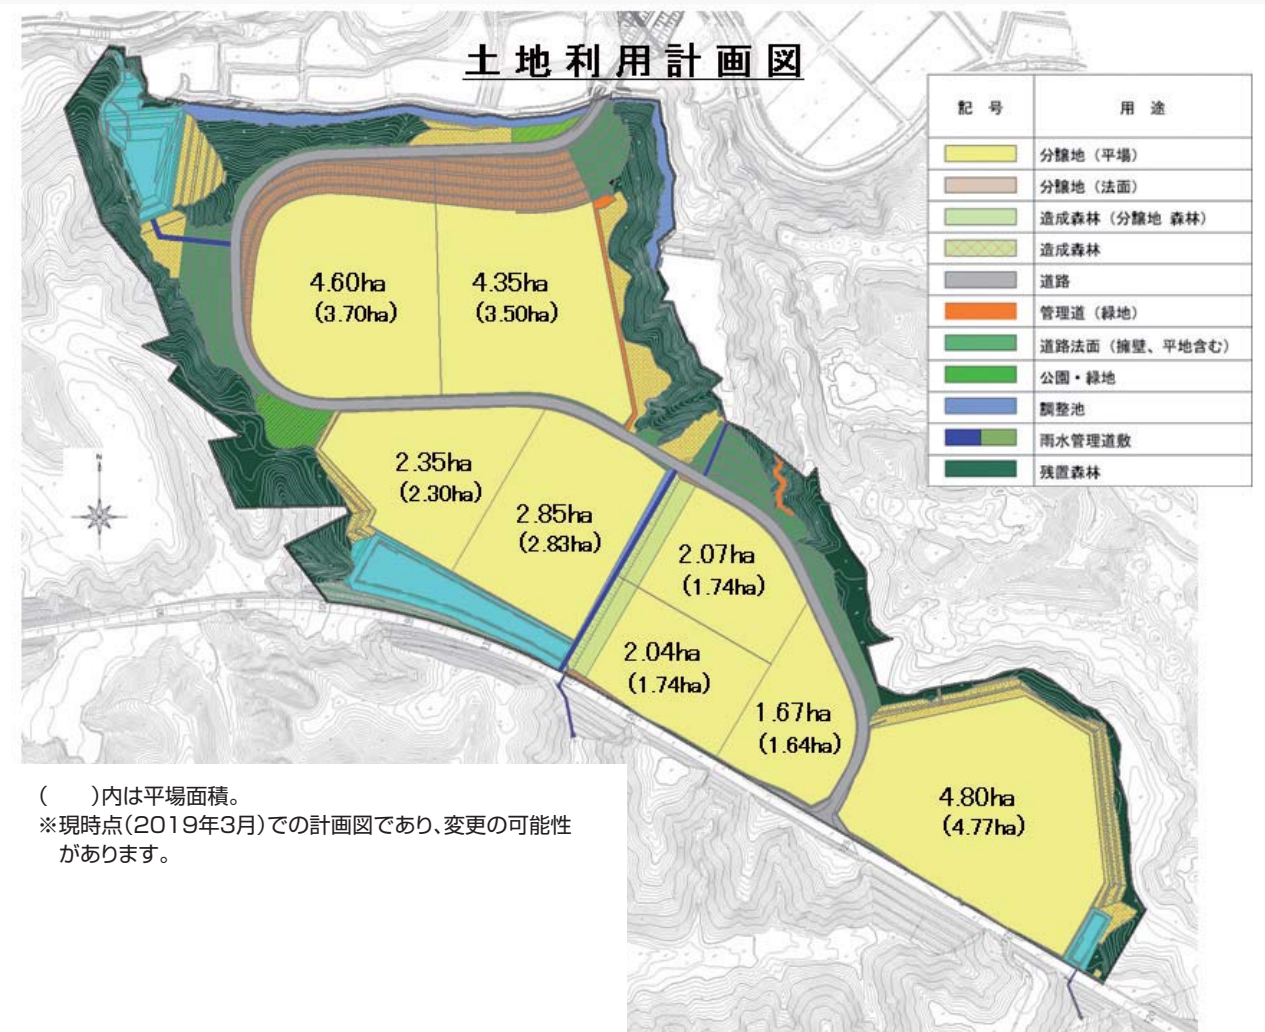 土地利用計画図
記号 用途
分譲地（平場）
分譲地（法面）
造成森林（分譲地 森林）
造成森林
道路
管理道（緑地）
道路法面（擁壁、平地含む）
公園・緑地
調整池
雨水管理道敷
残置森林
4.60ha
(3.70ha)
4.35ha
(3.50ha)
2.35ha
(2.30ha)
2.85ha
(2.83ha)
2.07ha
(1.74ha)
2.04ha
(1.74ha)
1.67ha
(1.64ha)
4.80ha
(4.77ha)
N
(　　)内は平場面積。
※現時点(2019年3月)での計画図であり、変更の可能性
があります。